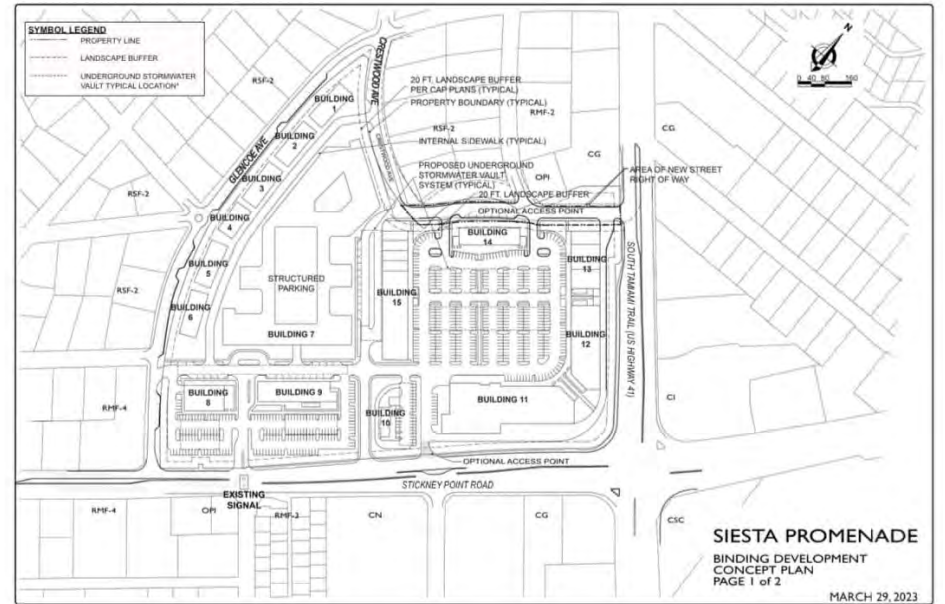 SYMBOL LEGEND
PROPERTY LINE
LANDSCAPE BUFFER
UNDERGROUND STORMWATER
VAULT TYPICAL LOCATION*
N
0 40 80 160
CRESTWOOD AVE
RSF-2
BUILDING
1
20 FT. LANDSCAPE BUFFER
PER CAP PLANS (TYPICAL)
PROPERTY BOUNDARY (TYPICAL)
RMF-2
RSF-2
CG
BUILDING
2
INTERNAL SIDEWALK (TYPICAL)
GLENCOE AVE
CRESTWOOD AVE
CG
PROPOSED UNDERGROUND
STORMWATER VAULT
SYSTEM (TYPICAL)
OPI
AREA OF NEW STREET
RIGHT OF WAY
BUILDING
3
RSF-2
20 FT. LANDSCAPE BUFFER
OPTIONAL ACCESS POINT
BUILDING
4
BUILDING
14
SOUTH TAMIAMI TRAIL (US HIGHWAY 41)
BUILDING
5
BUILDING
13
STRUCTURED
PARKING
RSF-2
BUILDING
15
BUILDING
6
BUILDING 7
BUILDING
12
BUILDING
8
BUILDING 9
BUILDING 11
CI
RMF-4
BUILDING
10
OPTIONAL ACCESS POINT
STICKNEY POINT ROAD
EXISTING
SIGNAL
RMF-4
OPI
RMF-2
CN
CG
CSC
SIESTA PROMENADE
BINDING DEVELOPMENT
CONCEPT PLAN
PAGE 1 of 2
MARCH 29, 2023